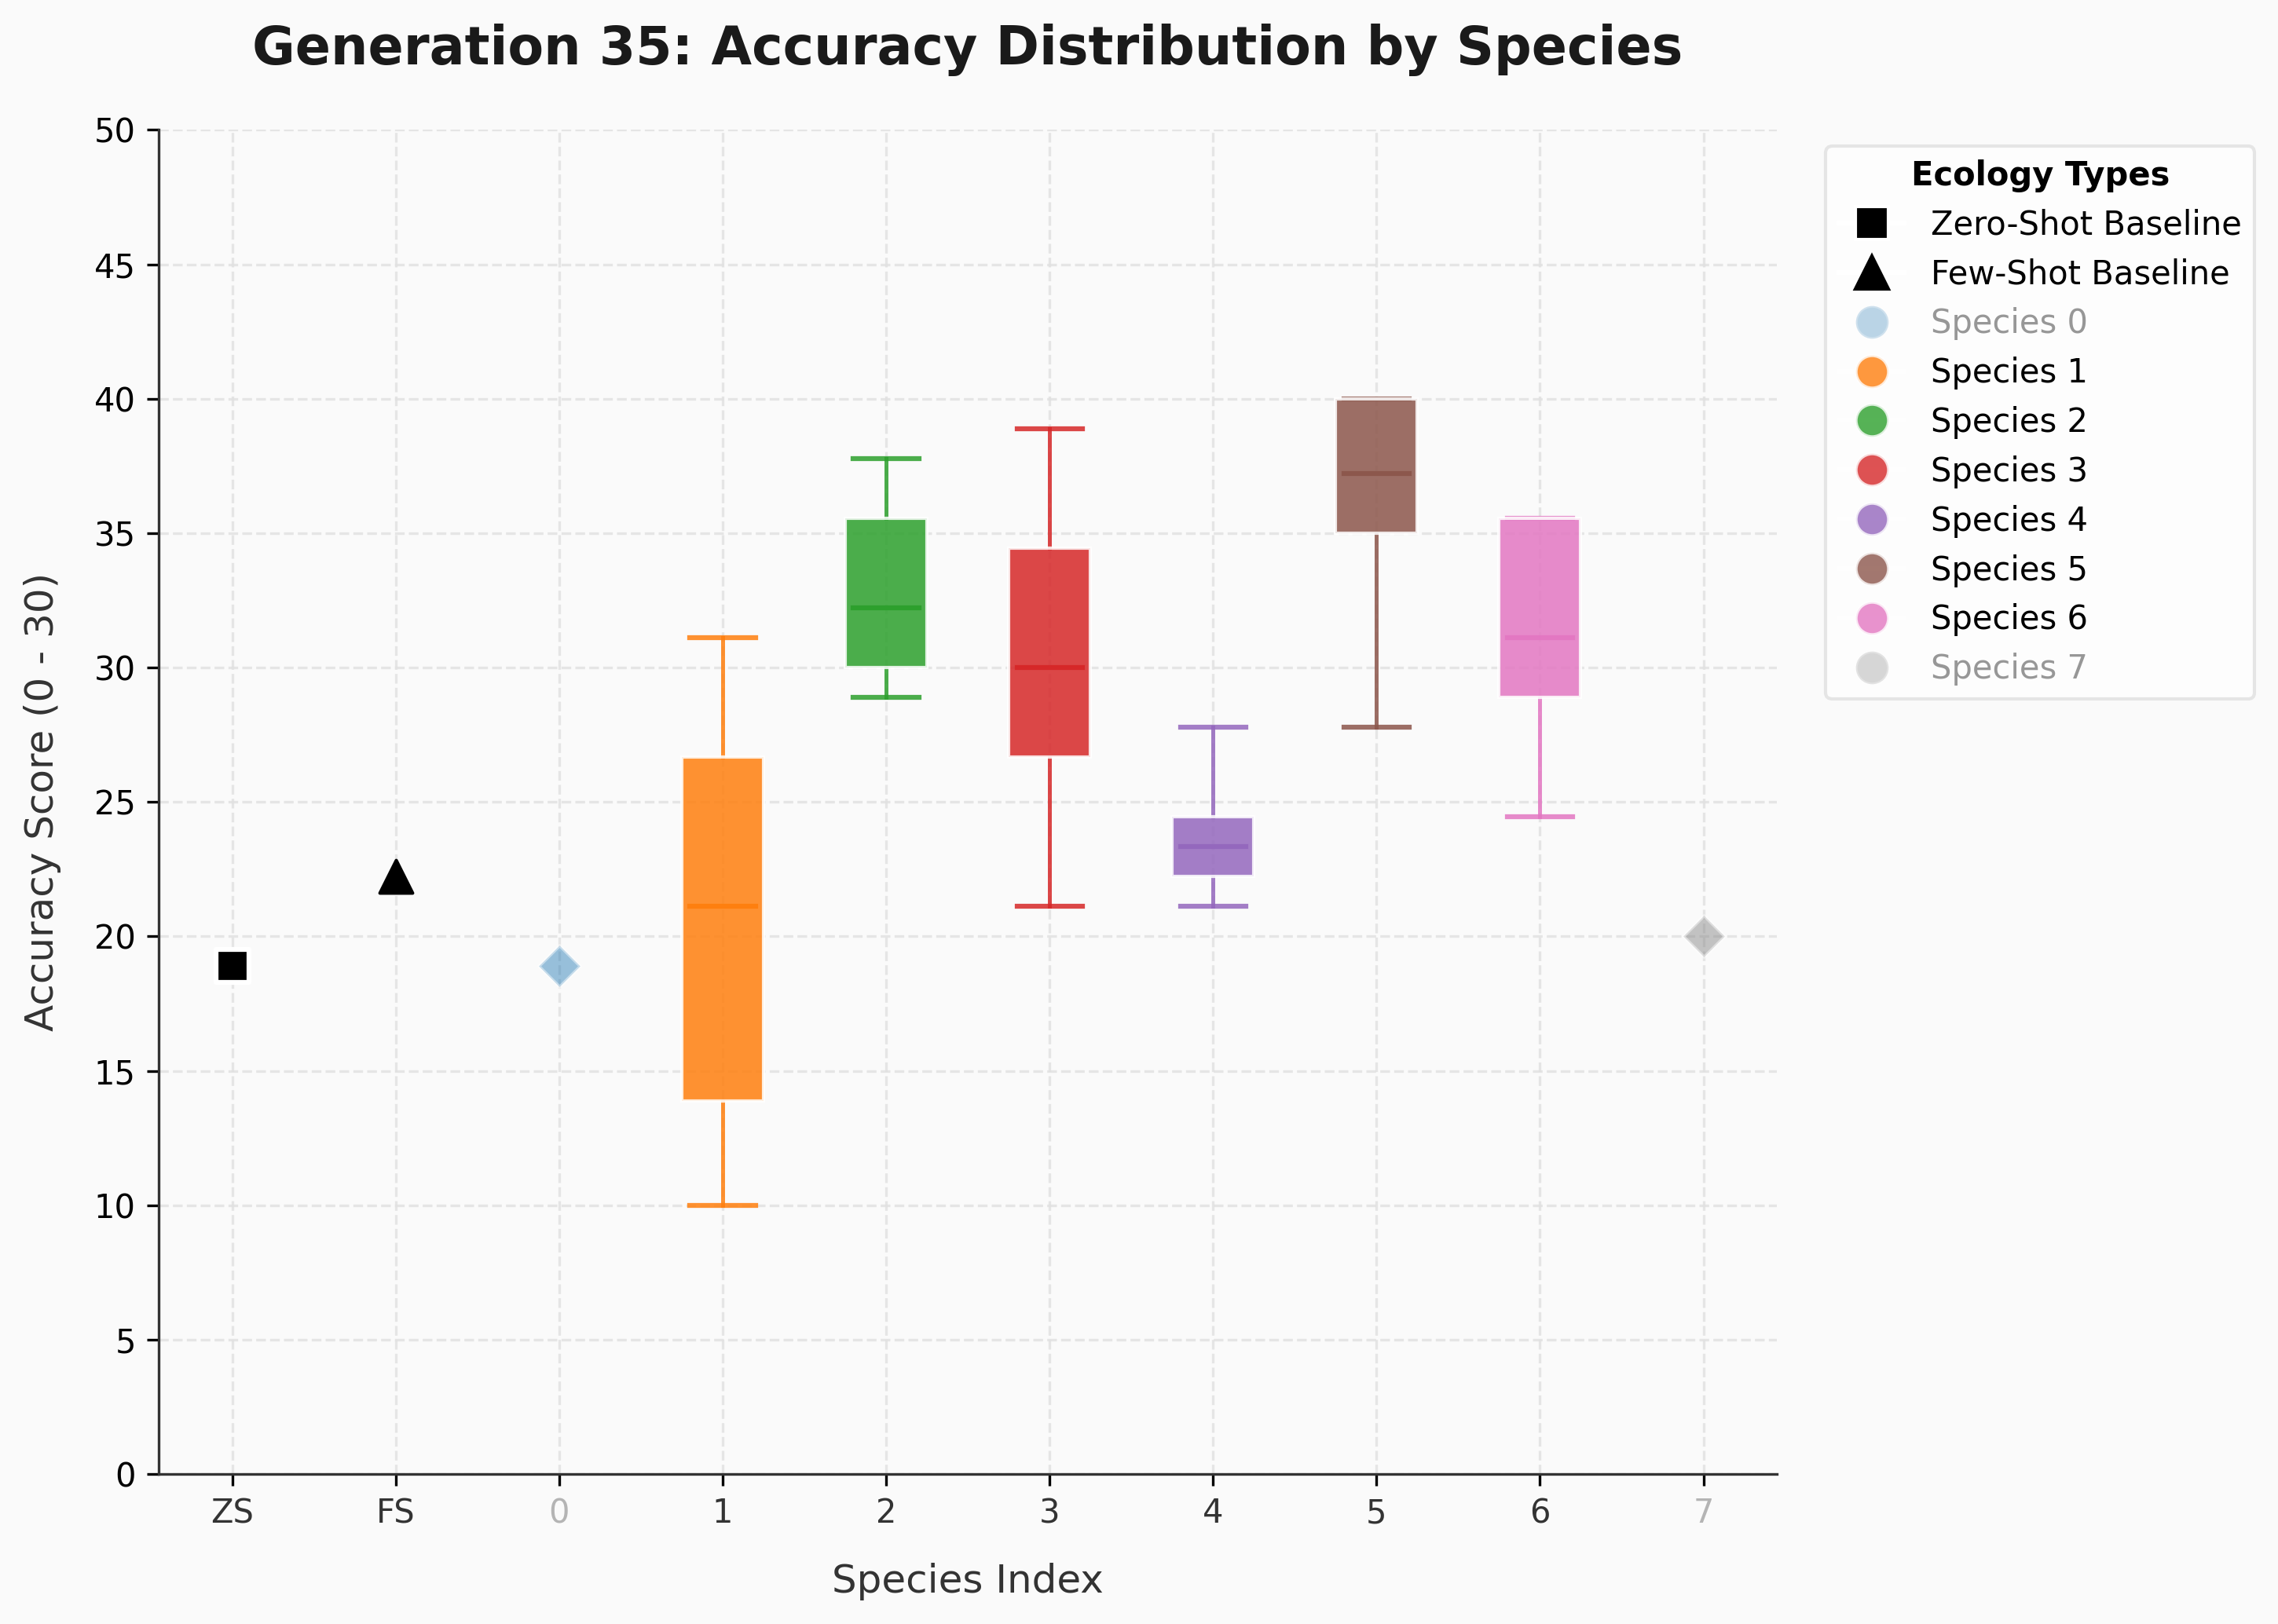 Generation 35: Accuracy Distribution by Species
50
45
40
35
30
25
20
15
10
5
0
Accuracy Score (0 - 30)
ZS FS 0 1 2 3 4 5 6 7
Species Index
Ecology Types
Zero-Shot Baseline
Few-Shot Baseline
Species 0
Species 1
Species 2
Species 3
Species 4
Species 5
Species 6
Species 7